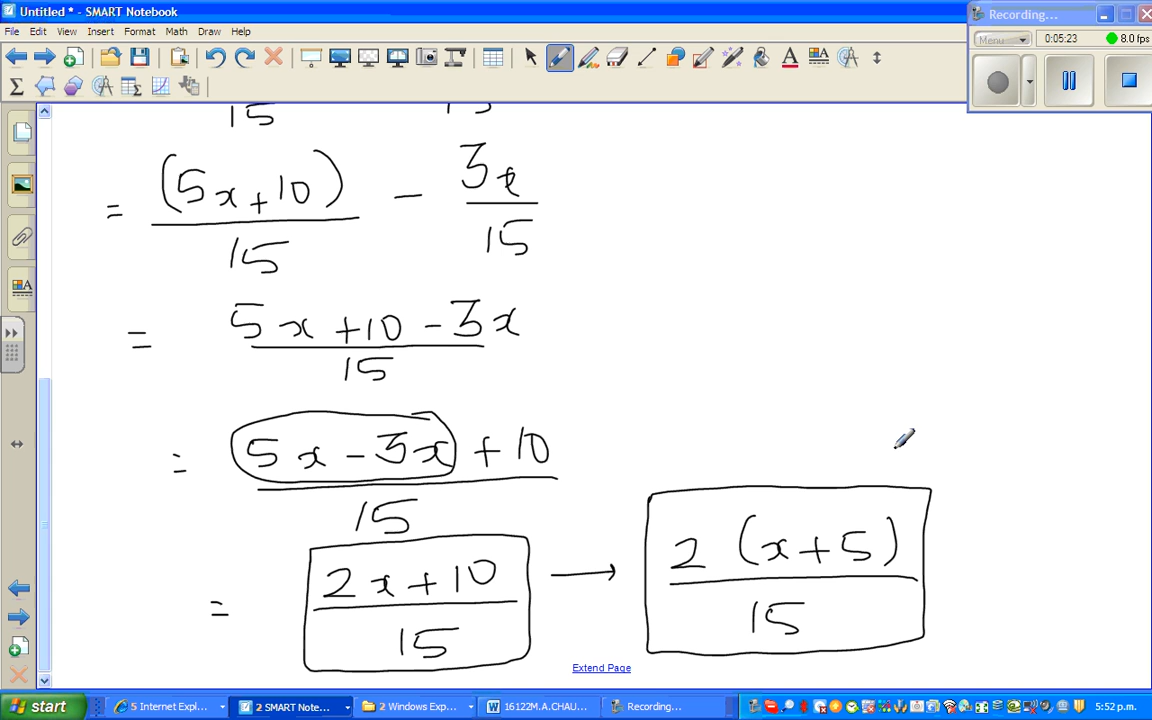 Untitled * - SMART Notebook
Recording...
File Edit View Insert Format Math Draw Help
Menu
0:05:23
8.0 fps
15
= (5x+10) - 3x
15 15
= 5x +10 -3x
15
= 5x - 3x + 10
15
= 2x+10 → 2 (x+5)
15 15
Extend Page
start
5 Internet Expl...
2 SMART Note...
2 Windows Exp...
16122M.A.CHAU...
Recording...
5:52 p.m.